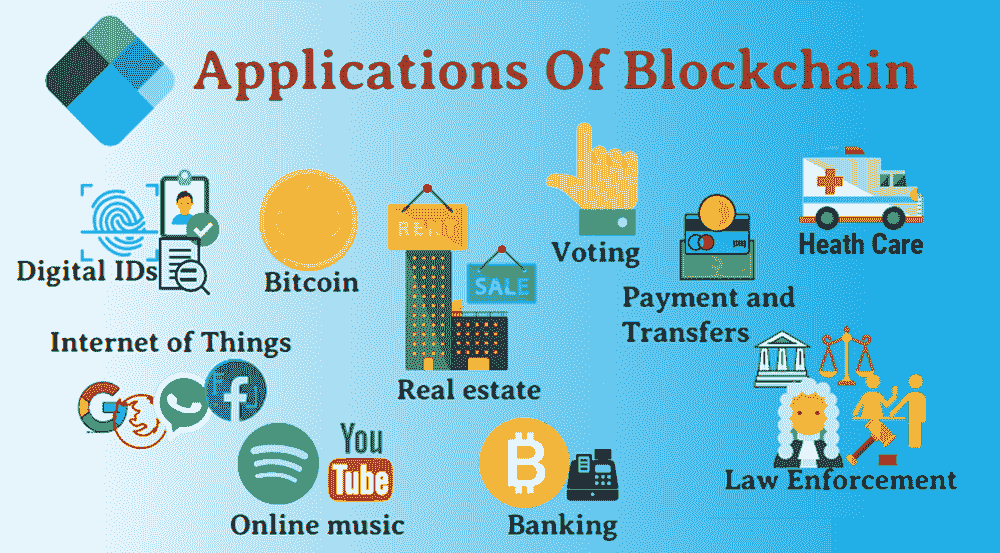 Applications Of Blockchain
Digital IDs
Bitcoin
RENT
SALE
Real estate
Voting
Payment and
Transfers
Heath Care
Internet of Things
You
Tube
Online music
Banking
Law Enforcement